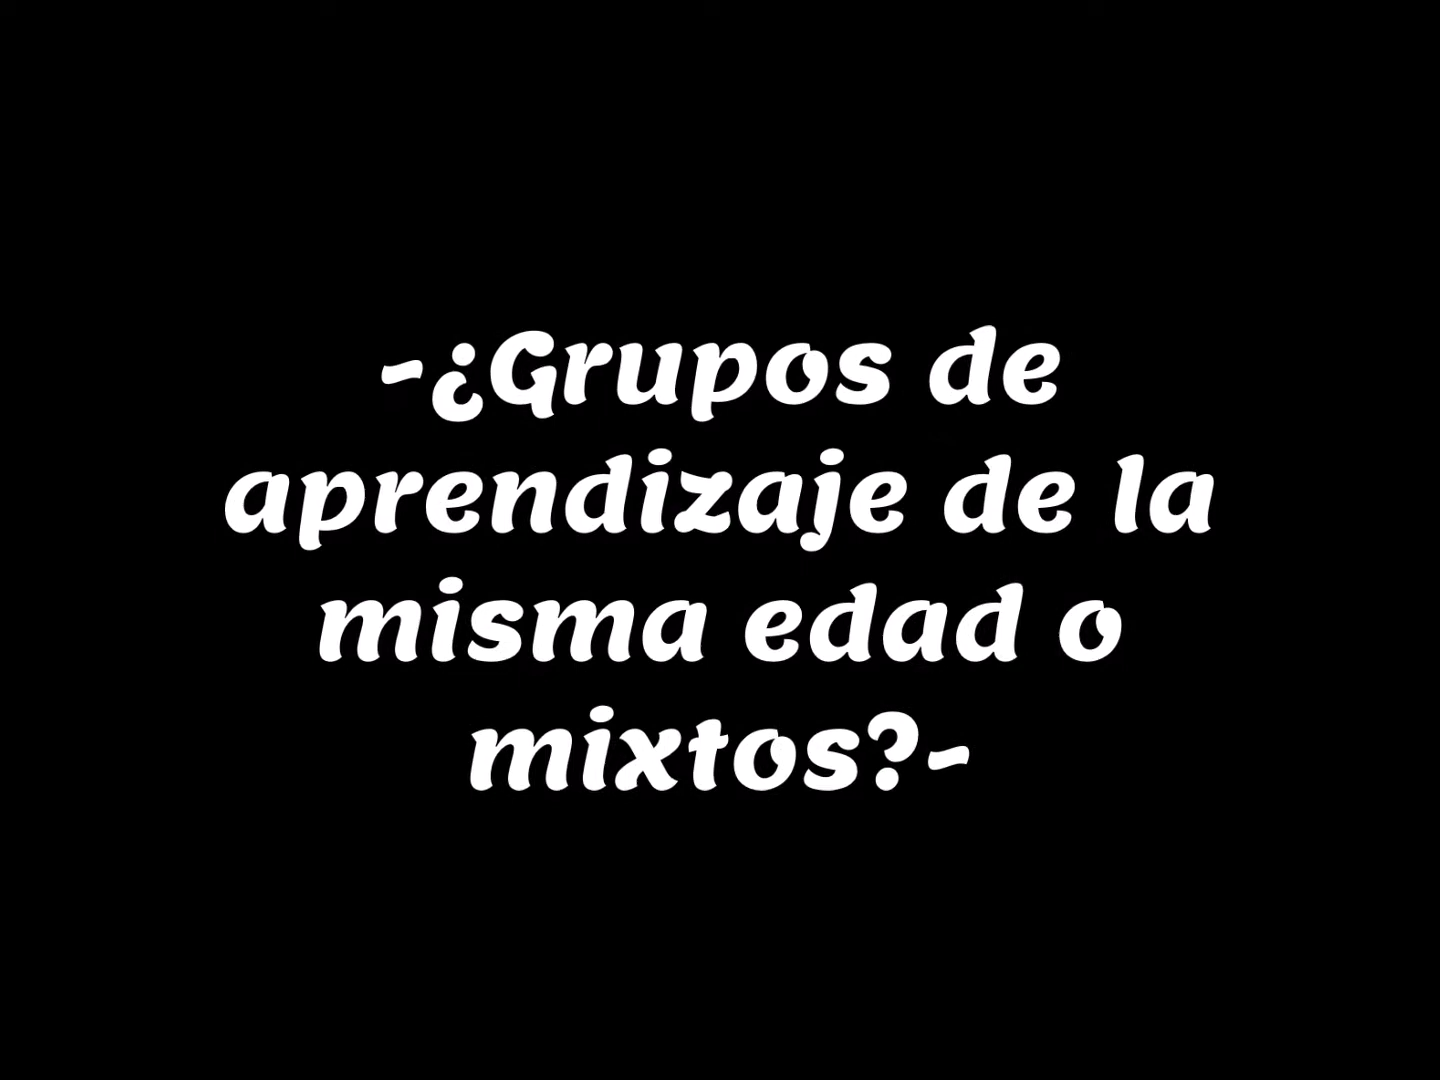 -¿Grupos de
aprendizaje de la
misma edad o
mixtos?-